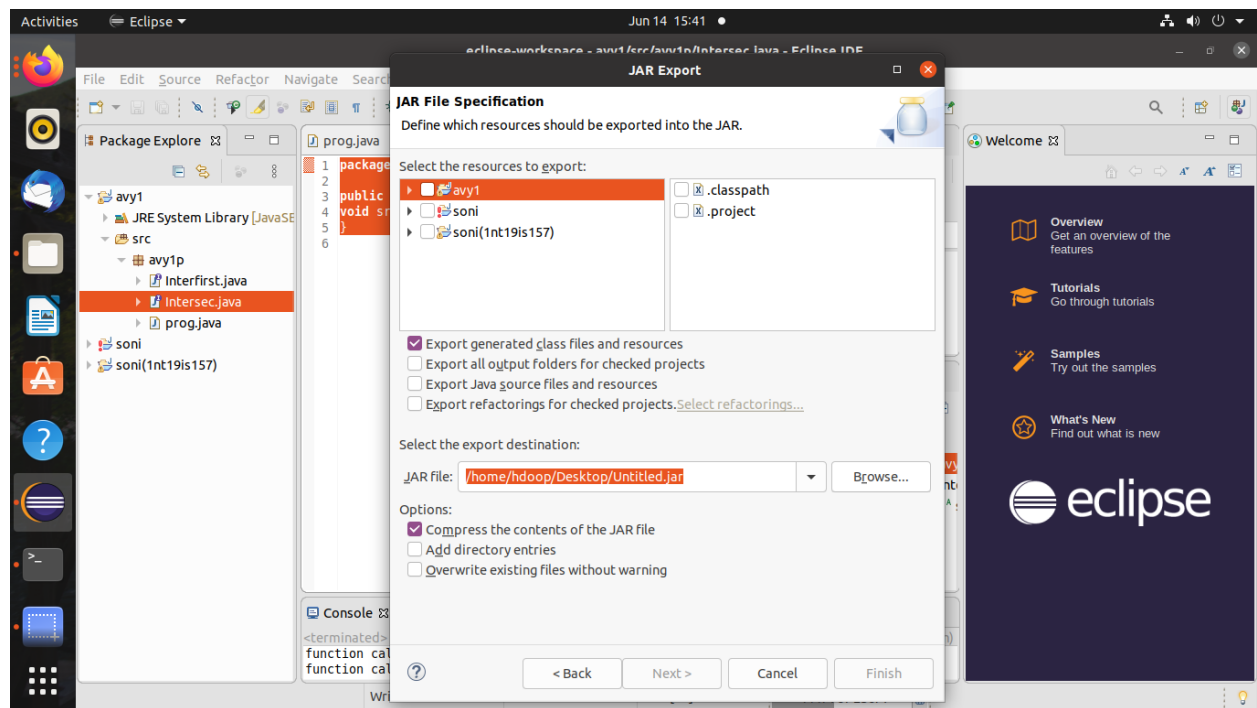 Activities
Eclipse
Jun 14 15:41
eclipse-workspace - avy1/src/avy1p/Intersec.java - Eclipse IDE
JAR Export
File Edit Source Refactor Navigate
JAR File Specification
Define which resources should be exported into the JAR.
Package Explore
prog.java
Welcome
avy1
JRE System Library
src
avy1p
Interfirst.java
Intersec.java
prog.java
soni
soni(1nt19is157)
1 package
2
3 public
4 void
5 }
6
Select the resources to export:
avy1
soni
soni(1nt19is157)
.classpath
.project
Export generated class files and resources
Export all output folders for checked projects
Export Java source files and resources
Export refactorings for checked projects. Select refactorings...
Select the export destination:
JAR file: /home/hdoop/Desktop/Untitled.jar
Browse...
Options:
Compress the contents of the JAR file
Add directory entries
Overwrite existing files without warning
Console
<terminated>
function
function
? < Back Next > Cancel Finish
Overview
Get an overview of the
features
Tutorials
Go through tutorials
Samples
Try out the samples
What's New
Find out what is new
eclipse